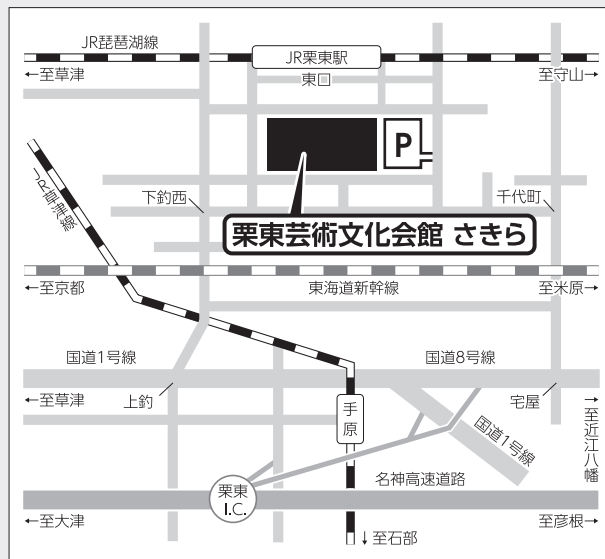 JR琵琶湖線
JR栗東駅
東口
←至草津
至守山→
P
JR草津線
下鈎西
千代町
栗東芸術文化会館 さきら
←至京都
東海道新幹線
至米原→
国道1号線
国道8号線
←至草津
上鈎
手原
宅屋
→至近江八幡
国道1号線
名神高速道路
栗東
I.C.
←至大津
至彦根→
↓至石部